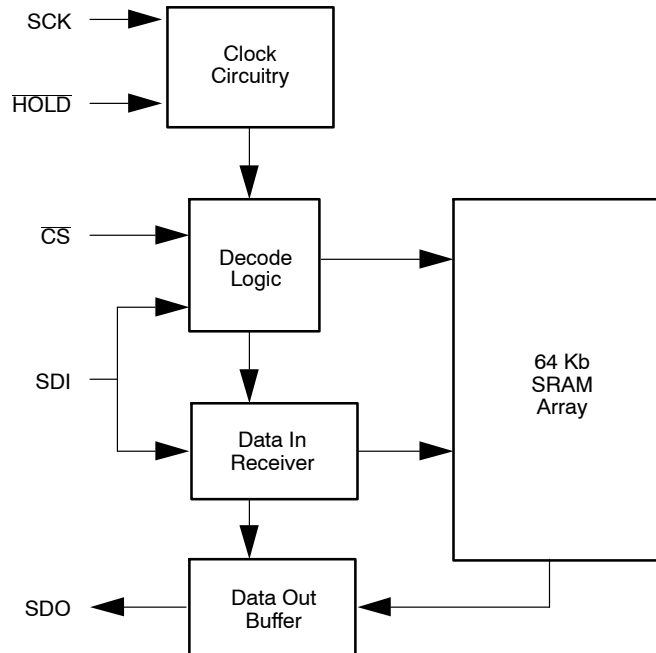 SCK
Clock
Circuitry
HOLD
CS
Decode
Logic
SDI
64 Kb
SRAM
Array
Data In
Receiver
SDO
Data Out
Buffer